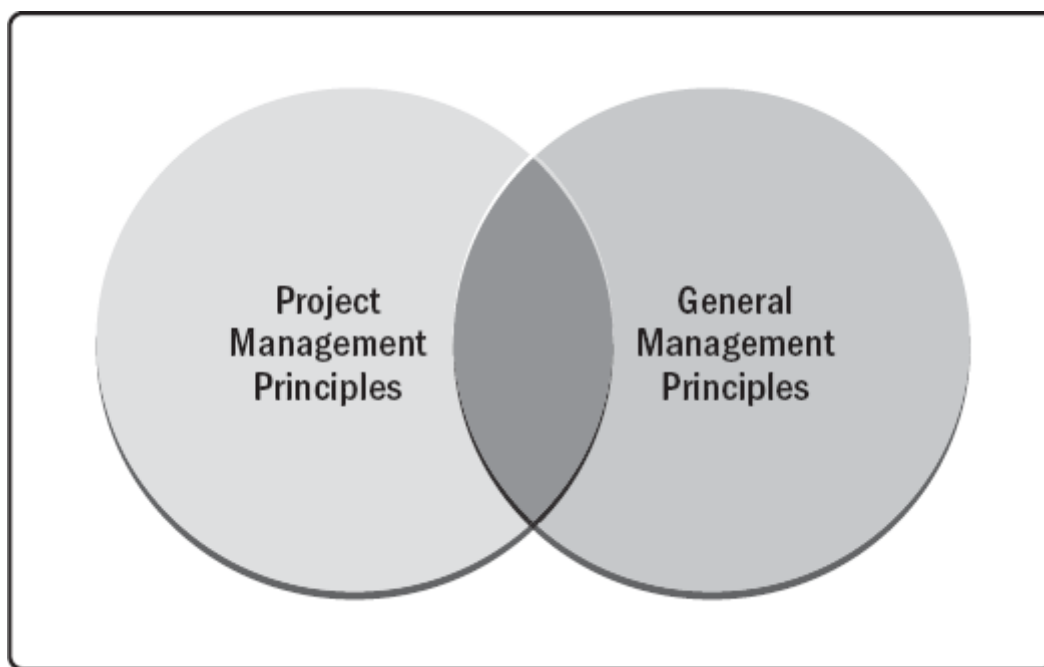 Project
Management
Principles
General
Management
Principles